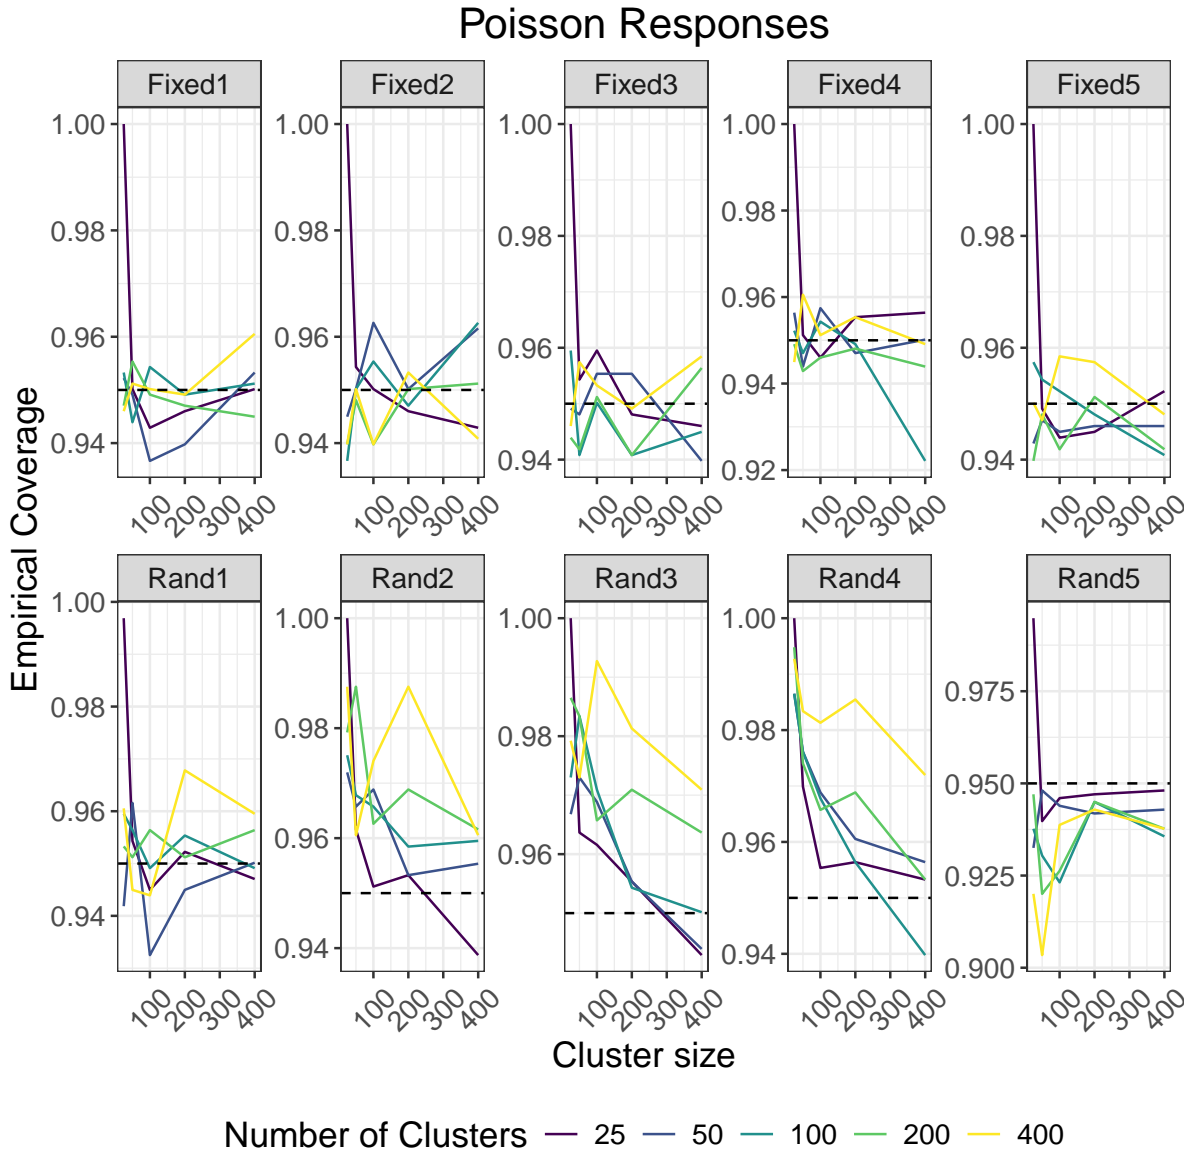 Poisson Responses
Fixed1 Fixed2 Fixed3 Fixed4 Fixed5
1.00 0.98 0.96 0.94
1.00 0.98 0.96 0.94
1.00 0.98 0.96 0.94
1.00 0.98 0.96 0.94 0.92
1.00 0.98 0.96 0.94
100 200 300 400
100 200 300 400
100 200 300 400
100 200 300 400
100 200 300 400
Empirical Coverage
Rand1 Rand2 Rand3 Rand4 Rand5
1.00 0.98 0.96 0.94
1.00 0.98 0.96 0.94
1.00 0.98 0.96
1.00 0.98 0.96 0.94
0.975 0.950 0.925 0.900
100 200 300 400
100 200 300 400
100 200 300 400
100 200 300 400
100 200 300 400
Cluster size
Number of Clusters 25 50 100 200 400